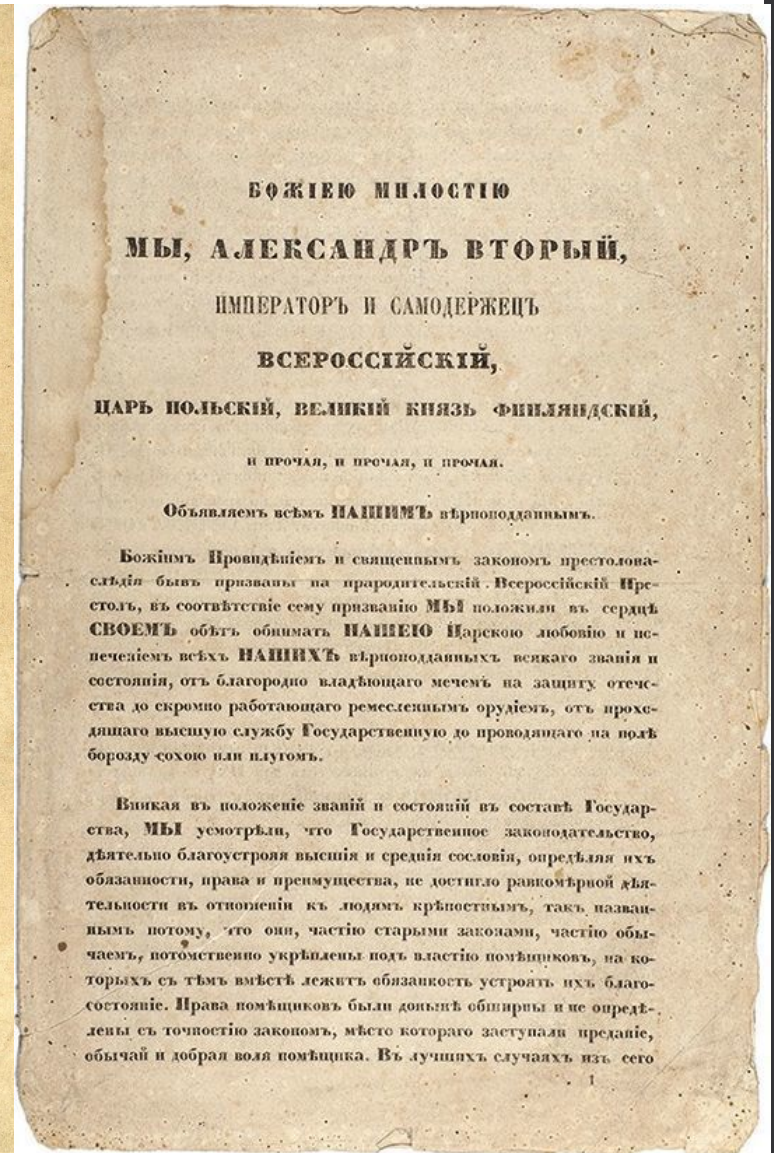 БОЖІЕЮ МИЛОСТІЮ
МЫ, АЛЕКСАНДРЪ ВТОРЫЙ,
ИМПЕРАТОРЪ И САМОДЕРЖЕЦЪ
ВСЕРОССІЙСКІЙ,
ЦАРЬ ПОЛЬСКІЙ, ВЕЛИКІЙ КНЯЗЬ ФИНЛЯНДСКІЙ,
И ПРОЧАЯ, И ПРОЧАЯ, И ПРОЧАЯ.
Объявляемъ всѣмъ НАШИМЪ вѣрноподданнымъ.
Божіимъ Провидѣніемъ и священнымъ закономъ престолона-
слѣдія бывъ призваны на прародительскій Всероссійскій Пре-
столъ, въ соотвѣтствіе сему призванію МЫ положили въ сердцѣ
СВОЕМЪ обѣтъ обнимать НАШЕЮ Царскою любовію и по-
печеніемъ всѣхъ НАШИХЪ вѣрноподданныхъ всякаго званія и
состоянія, отъ благородно владѣющаго мечемъ на защиту отече-
ства до скромно работающаго ремесленнымъ орудіемъ, отъ прохо-
дящаго высшую службу Государственную до проводящаго на полѣ
борозду сохою или плугомъ.
Вникая въ положеніе званій и состояній въ составѣ Государ-
ства, МЫ усмотрѣли, что Государственное законодательство,
дѣятельно благоустрояя высшія и среднія сословія, опредѣляя ихъ
обязанности, права и преимущества, не достигло равномѣрной дѣя-
тельности въ отношеніи къ людямъ крѣпостнымъ, такъ назван-
нымъ потому, что они, частію старыми законами, частію обы-
чаемъ, потомственно укрѣплены подъ властію помѣщиковъ, на ко-
торыхъ съ тѣмъ вмѣстѣ лежитъ обязанность устроять ихъ благо-
состояніе. Права помѣщиковъ были донынѣ обширны и не опредѣ-
лены съ точностію закономъ, мѣсто котораго заступали преданіе,
обычай и добрая воля помѣщика. Въ лучшихъ случаяхъ изъ сего
1